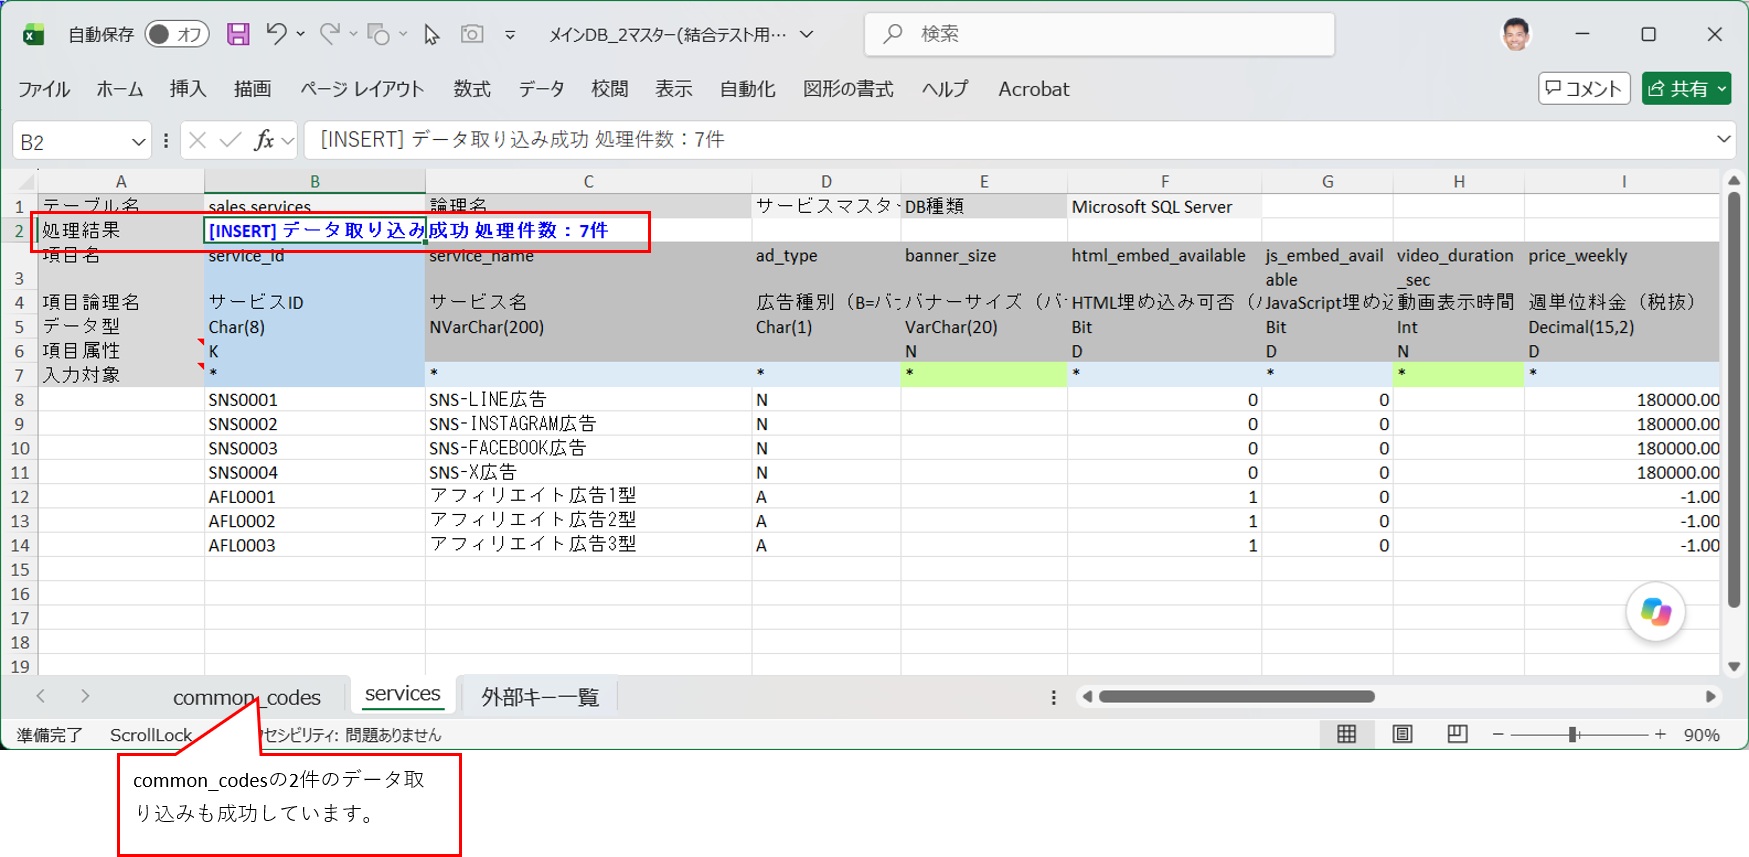 自動保存 オフ メインDB_2マスター(結合テスト用… 検索
ファイル ホーム 挿入 描画 ページ レイアウト 数式 データ 校閲 表示 自動化 図形の書式 ヘルプ Acrobat コメント 共有
B2 fx [INSERT] データ取り込み成功 処理件数：7件
A B C D E F G H I
1 テーブル名 sales.services 論理名 サービスマスター DB種類 Microsoft SQL Server
2 処理結果 [INSERT] データ取り込み成功 処理件数：7件
3 項目名 service_id service_name ad_type banner_size html_embed_available js_embed_avail video_duration price_weekly
able _sec
4 項目論理名 サービスID サービス名 広告種別（B=バ バナーサイズ（バ HTML埋め込み可否（ JavaScript埋め込 動画表示時間 週単位料金（税抜）
5 データ型 Char(8) NVarChar(200) Char(1) VarChar(20) Bit Bit Int Decimal(15,2)
6 項目属性 K N D D N D
7 入力対象 * * * * * * * *
8 SNS0001 SNS-LINE広告 N 0 0 180000.00
9 SNS0002 SNS-INSTAGRAM広告 N 0 0 180000.00
10 SNS0003 SNS-FACEBOOK広告 N 0 0 180000.00
11 SNS0004 SNS-X広告 N 0 0 180000.00
12 AFL0001 アフィリエイト広告1型 A 1 0 -1.00
13 AFL0002 アフィリエイト広告2型 A 1 0 -1.00
14 AFL0003 アフィリエイト広告3型 A 1 0 -1.00
15
16
17
18
19
common_codes services 外部キー一覧
準備完了 ScrollLock クセシビリティ: 問題ありません 90%
common_codesの2件のデータ取
り込みも成功しています。